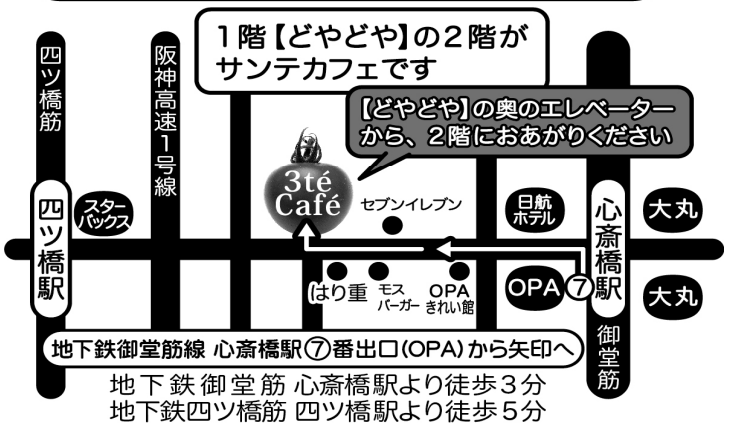 1階【どやどや】の2階が
サンテカフェです
【どやどや】の奥のエレベーター
から、2階におあがりください
四ツ橋筋
阪神高速1号線
3té
Café
セブンイレブン
スター
バックス
日航
ホテル
大丸
四ツ橋駅
心斎橋駅
はり重
モス
バーガー
OPA
きれい館
OPA
⑦
大丸
御堂筋
地下鉄御堂筋線 心斎橋駅⑦番出口(OPA)から矢印へ
地下鉄御堂筋 心斎橋駅より徒歩3分
地下鉄四ツ橋筋 四ツ橋駅より徒歩5分